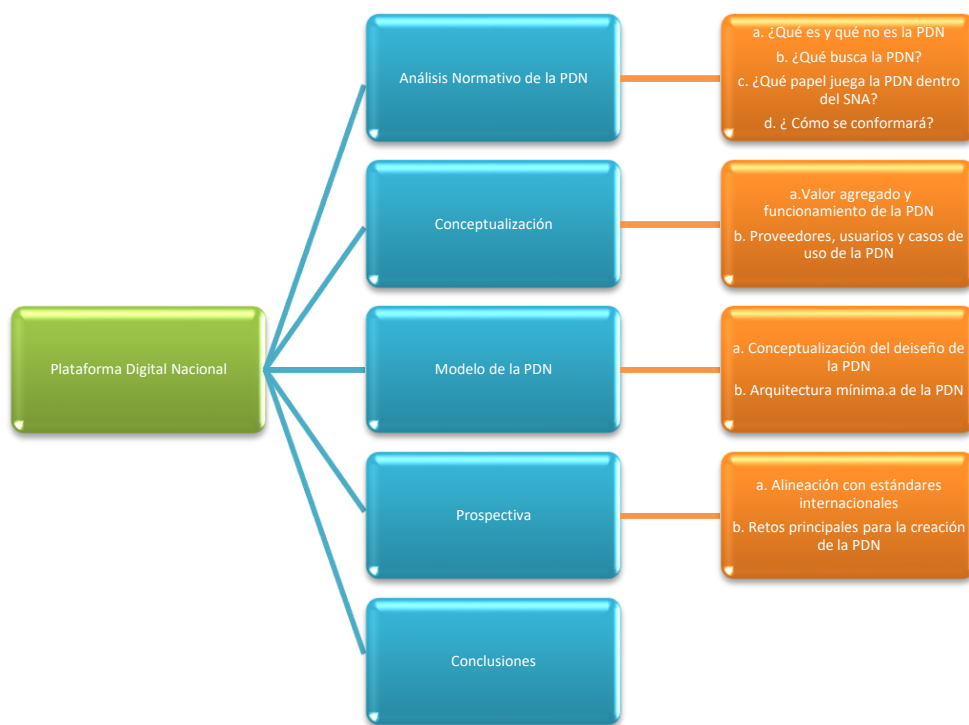 Plataforma Digital Nacional
Análisis Normativo de la PDN
a. ¿Qué es y qué no es la PDN
b. ¿Qué busca la PDN?
c. ¿Qué papel juega la PDN dentro
del SNA?
d. ¿ Cómo se conformará?
Conceptualización
a.Valor agregado y
funcionamiento de la PDN
b. Proveedores, usuarios y casos de
uso de la PDN
Modelo de la PDN
a. Conceptualización del deiseño de
la PDN
b. Arquitectura mínima.a de la PDN
Prospectiva
a. Alineación con estándares
internacionales
b. Retos principales para la creación
de la PDN
Conclusiones